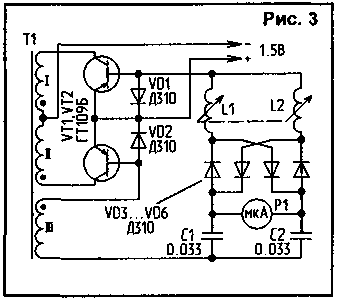 Рис. 3
T1
−
1.5В
+
I
II
III
VT1,VT2
ГТ109Б
VD1
Д310
VD2
Д310
L1
L2
VD3...VD6
Д310
МКА
P1
C1
0.033
C2
0.033